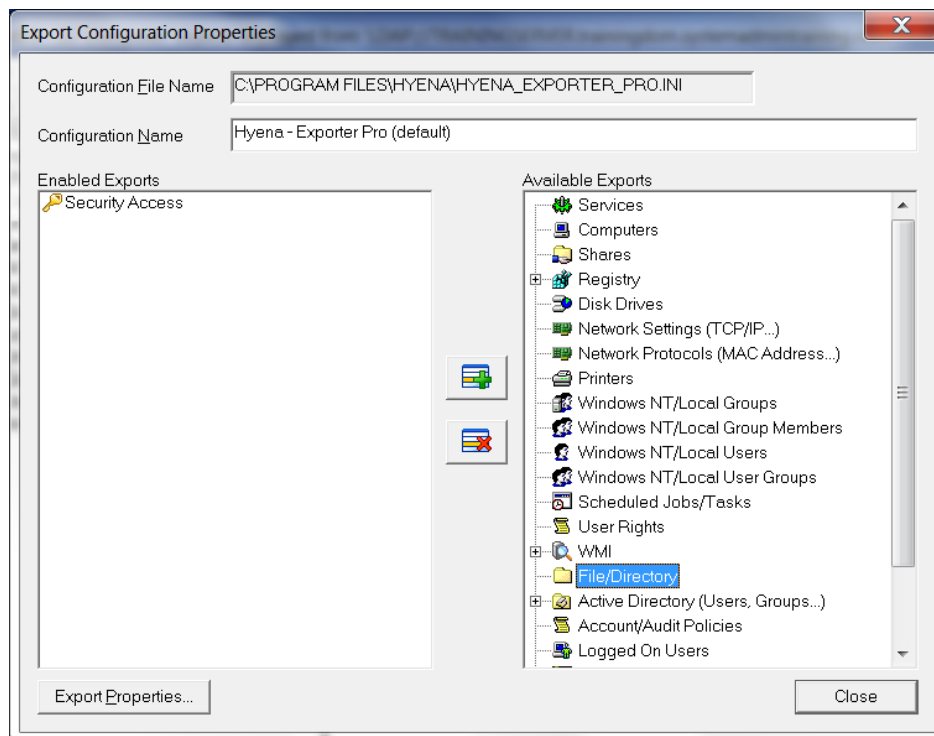 Export Configuration Properties
Configuration File Name
C:\PROGRAM FILES\HYENA\HYENA_EXPORTER_PRO.INI
Configuration Name
Hyena - Exporter Pro (default)
Enabled Exports
Available Exports
Security Access
Services
Computers
Shares
Registry
Disk Drives
Network Settings (TCP/IP...)
Network Protocols (MAC Address...)
Printers
Windows NT/Local Groups
Windows NT/Local Group Members
Windows NT/Local Users
Windows NT/Local User Groups
Scheduled Jobs/Tasks
User Rights
WMI
File/Directory
Active Directory (Users, Groups...)
Account/Audit Policies
Logged On Users
Export Properties...
Close